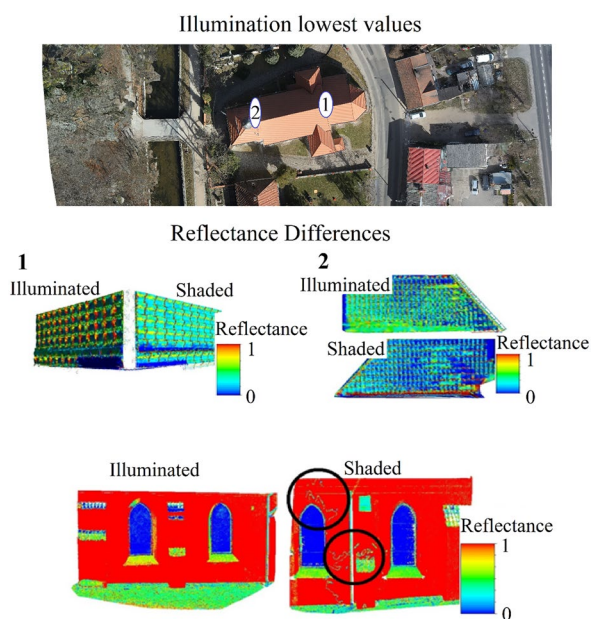 Illumination lowest values
2
1
Reflectance Differences
1
Illuminated
Shaded
Reflectance
1
0
2
Illuminated
Shaded
Reflectance
1
0
Illuminated
Shaded
Reflectance
1
0